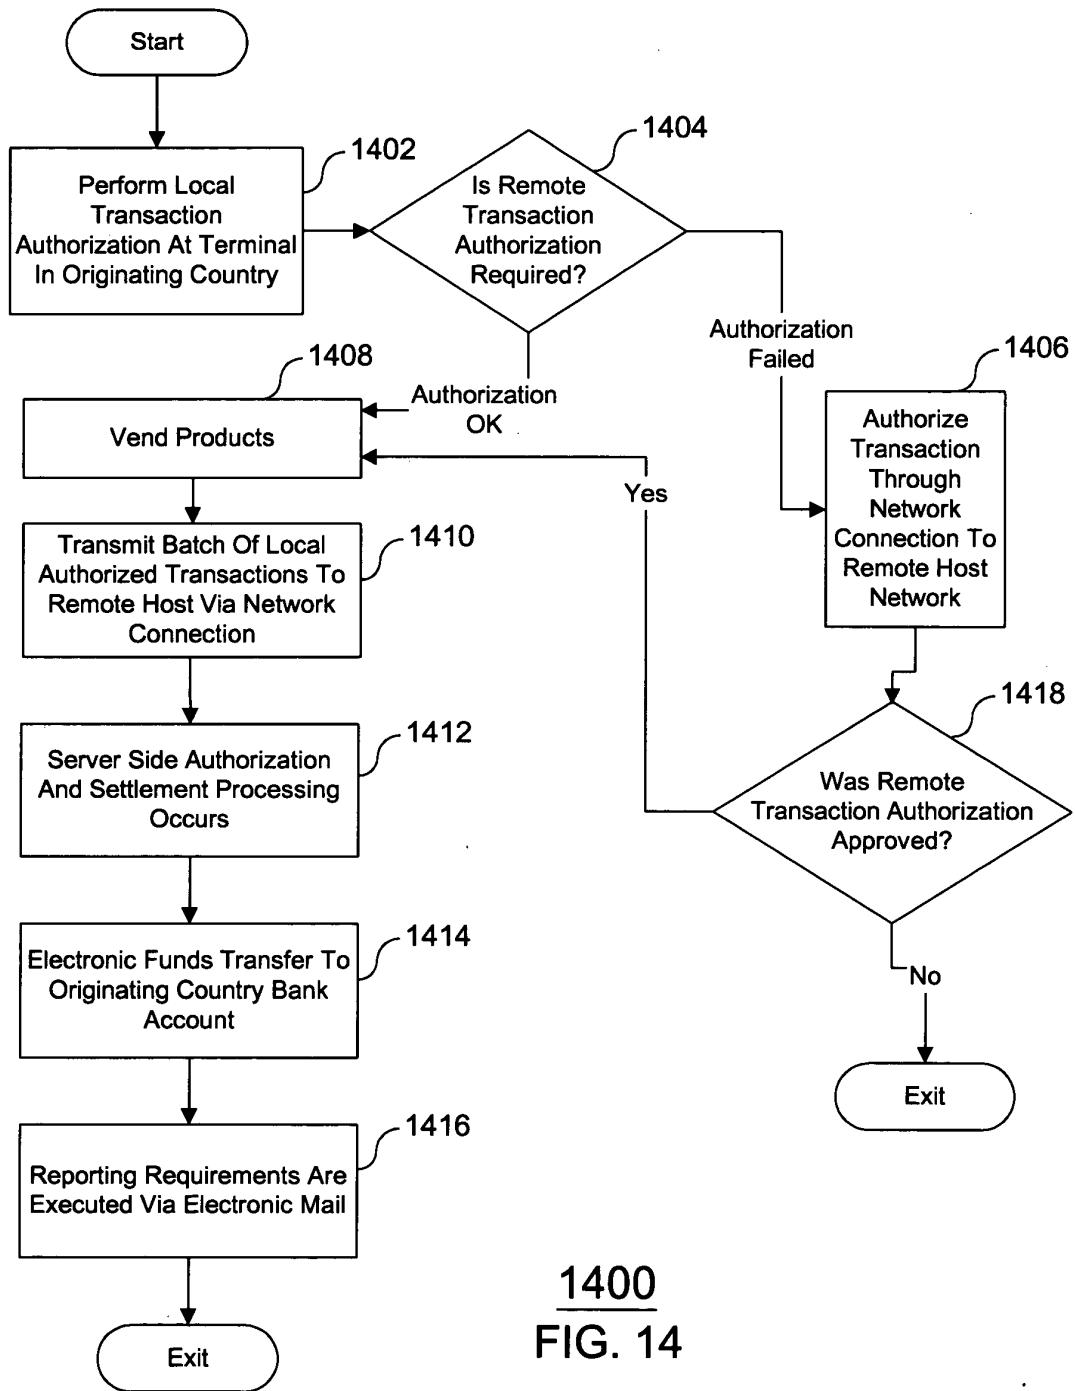 Start
1402
Perform Local
Transaction
Authorization At Terminal
In Originating Country
1404
Is Remote
Transaction
Authorization
Required?
Authorization
Failed
1406
Authorize
Transaction
Through
Network
Connection To
Remote Host
Network
1408
Authorization
OK
Vend Products
Yes
1410
Transmit Batch Of Local
Authorized Transactions To
Remote Host Via Network
Connection
1418
Was Remote
Transaction Authorization
Approved?
No
Exit
1412
Server Side Authorization
And Settlement Processing
Occurs
1414
Electronic Funds Transfer To
Originating Country Bank
Account
1416
Reporting Requirements Are
Executed Via Electronic Mail
Exit
1400
FIG. 14